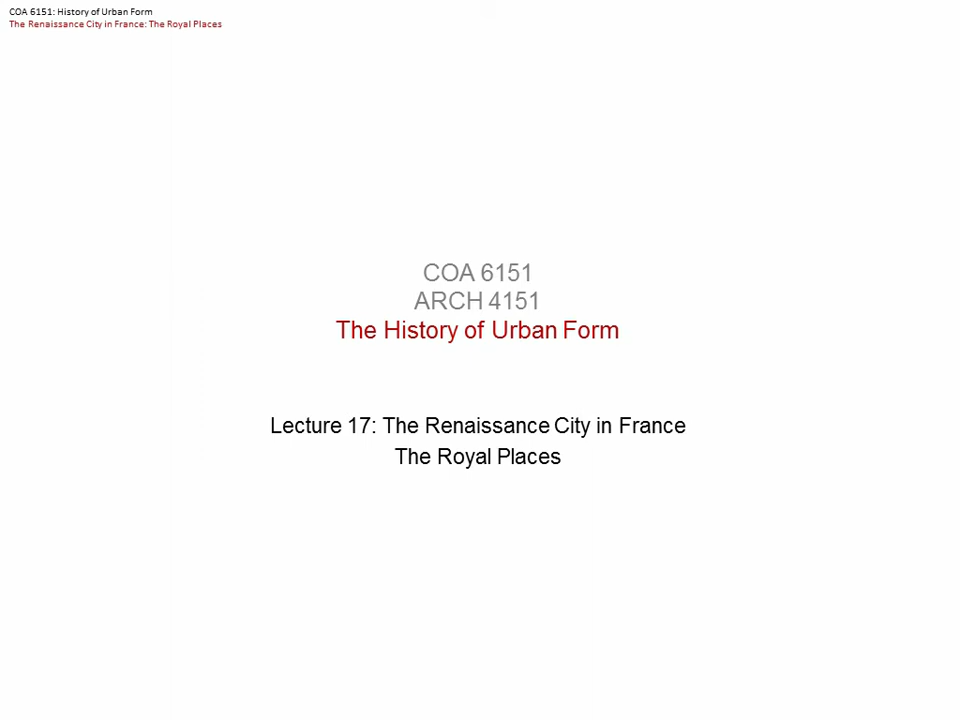 COA 6151: History of Urban Form
The Renaissance City in France: The Royal Places
COA 6151
ARCH 4151
The History of Urban Form
Lecture 17: The Renaissance City in France
The Royal Places